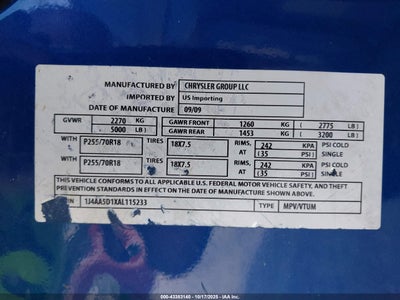 MANUFACTURED BY CHRYSLER GROUP LLC
IMPORTED BY US Importing
DATE OF MANUFACTURE 09/09
GVWR 2270 KG GAWR FRONT 1260 KG ( 2775 LB )
5000 LB ) GAWR REAR 1453 KG ( 3200 LB )
WITH P255/70R18 TIRES 18X7.5 RIMS, 242 KPA PSI COLD
AT ( 35 PSI ) SINGLE
WITH P255/70R18 TIRES 18X7.5 RIMS, 242 KPA PSI COLD
AT ( 35 PSI ) SINGLE
THIS VEHICLE CONFORMS TO ALL APPLICABLE U.S. FEDERAL MOTOR VEHICLE SAFETY, AND THEFT
PREVENTION STANDARDS IN EFFECT ON THE DATE OF MANUFACTURE SHOWN ABOVE.
1J4AA5D1XAL115233 TYPE MPV/VTUM
500-43393140 - 10/17/2025 - IAA Inc.